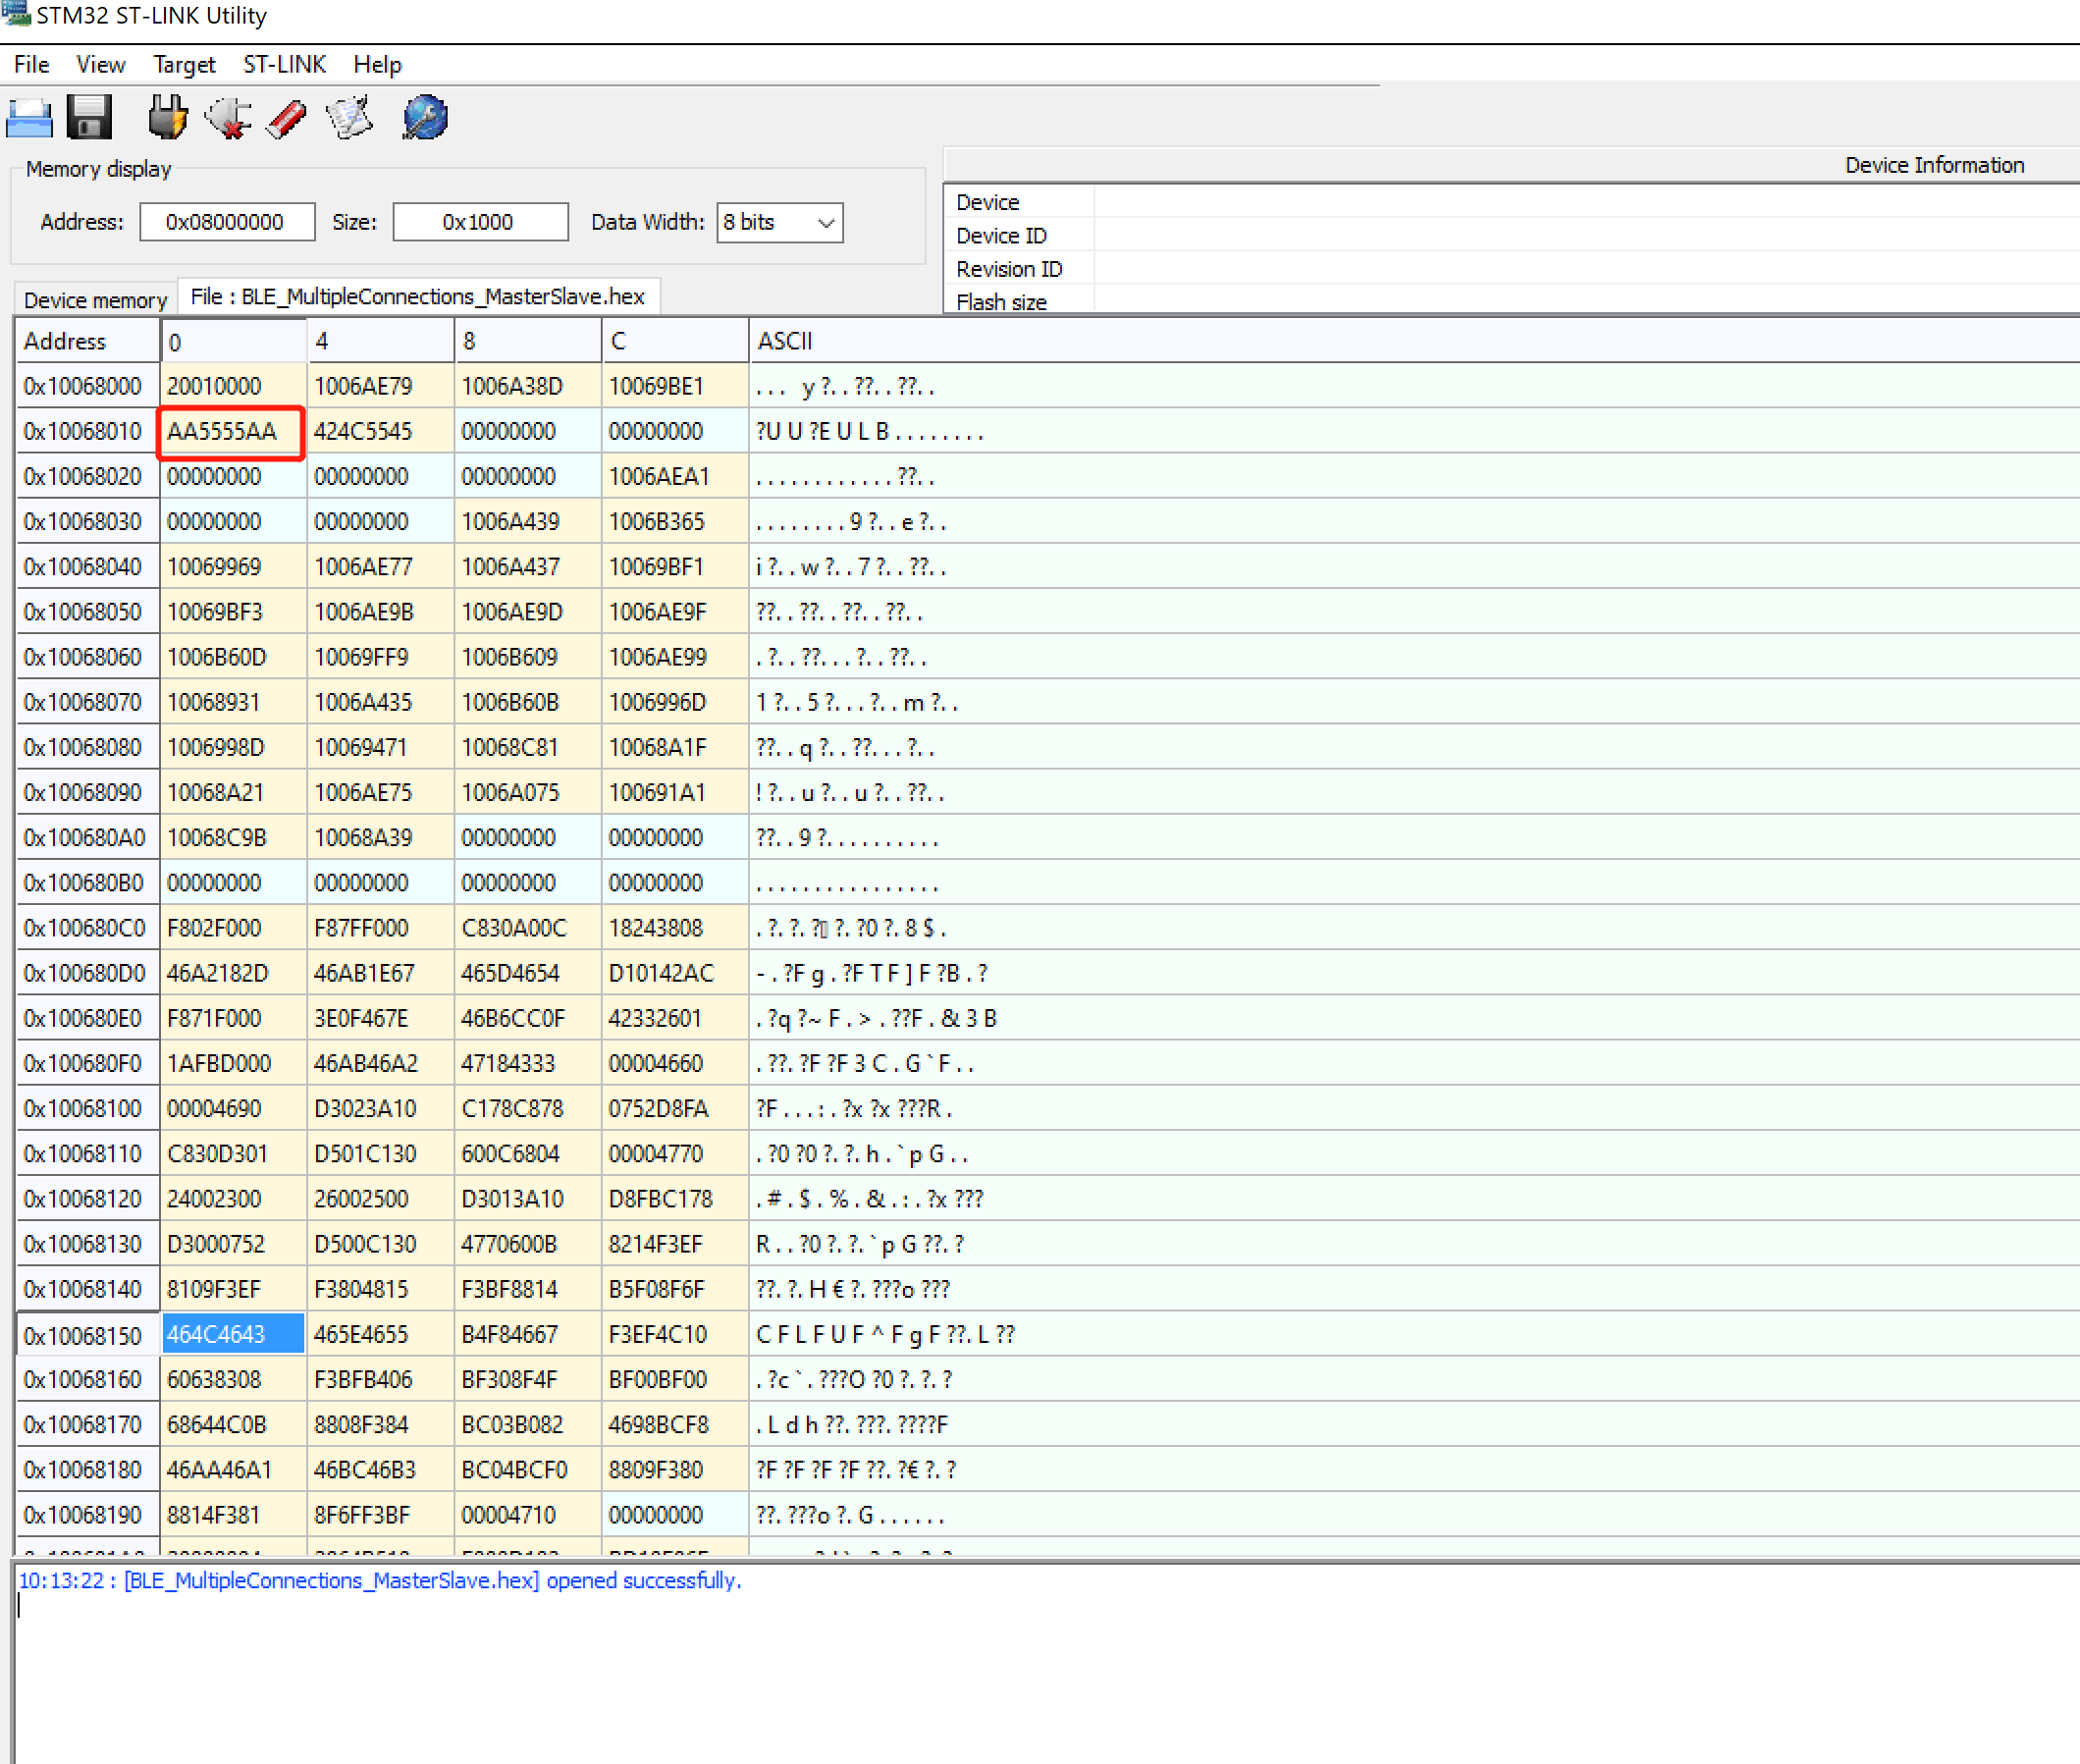 STM32 ST-LINK Utility
File View Target ST-LINK Help
Memory display
Address: 0x08000000 Size: 0x1000 Data Width: 8 bits
Device Information
Device
Device ID
Revision ID
Flash size
Device memory File : BLE_MultipleConnections_MasterSlave.hex
Address 0 4 8 C ASCII
0x10068000 20010000 1006AE79 1006A38D 10069BE1 . . . y ?. . ??. . ??. .
0x10068010 AA5555AA 424C5545 00000000 00000000 ?U U ?E U L B . . . . . . . .
0x10068020 00000000 00000000 00000000 1006AEA1 . . . . . . . . . . . . ??. .
0x10068030 00000000 00000000 1006A439 1006B365 . . . . . . . . 9 ?. . e ?. .
0x10068040 10069969 1006AE77 1006A437 10069BF1 i ?. . w ?. . 7 ?. . ??. .
0x10068050 10069BF3 1006AE9B 1006AE9D 1006AE9F ??. . ??. . ??. . ??. .
0x10068060 1006B60D 10069FF9 1006B609 1006AE99 . ?. . ??. . . ?. . ??. .
0x10068070 10068931 1006A435 1006B60B 1006996D 1 ?. . 5 ?. . . ?. . m ?. .
0x10068080 1006998D 10069471 10068C81 10068A1F ??. . q ?. . ??. . . ?. .
0x10068090 10068A21 1006AE75 1006A075 100691A1 ! ?. . u ?. . u ?. . ??. .
0x100680A0 10068C9B 10068A39 00000000 00000000 ??. . 9 ?. . . . . . . . . .
0x100680B0 00000000 00000000 00000000 00000000 . . . . . . . . . . . . . . . .
0x100680C0 F802F000 F87FF000 C830A00C 18243808 . ?. ?. ?▯ ?. ?0 ?. 8 $ .
0x100680D0 46A2182D 46AB1E67 465D4654 D10142AC - . ?F g . ?F T F ] F ?B . ?
0x100680E0 F871F000 3E0F467E 46B6CC0F 42332601 . ?q ?~ F . > . ??F . & 3 B
0x100680F0 1AFBD000 46AB46A2 47184333 00004660 . ??. ?F ?F 3 C . G ` F . .
0x10068100 00004690 D3023A10 C178C878 0752D8FA ?F . . . : . ?x ?x ???R .
0x10068110 C830D301 D501C130 600C6804 00004770 . ?0 ?0 ?. ?. h . ` p G . .
0x10068120 24002300 26002500 D3013A10 D8FBC178 . # . $ . % . & . : . ?x ???
0x10068130 D3000752 D500C130 4770600B 8214F3EF R . . ?0 ?. ?. ` p G ??. ?
0x10068140 8109F3EF F3804815 F3BF8814 B5F08F6F ??. ?. H € ?. ???o ???
0x10068150 464C4643 465E4655 B4F84667 F3EF4C10 C F L F U F ^ F g F ??. L ??
0x10068160 60638308 F3BFB406 BF308F4F BF00BF00 . ?c ` . ???O ?0 ?. ?. ?
0x10068170 68644C0B 8808F384 BC03B082 4698BCF8 . L d h ??. ???. ????F
0x10068180 46AA46A1 46BC46B3 BC04BCF0 8809F380 ?F ?F ?F ?F ??. ?€ ?. ?
0x10068190 8814F381 8F6FF3BF 00004710 00000000 ??. ???o ?. G . . . . . .
10:13:22 : [BLE_MultipleConnections_MasterSlave.hex] opened successfully.